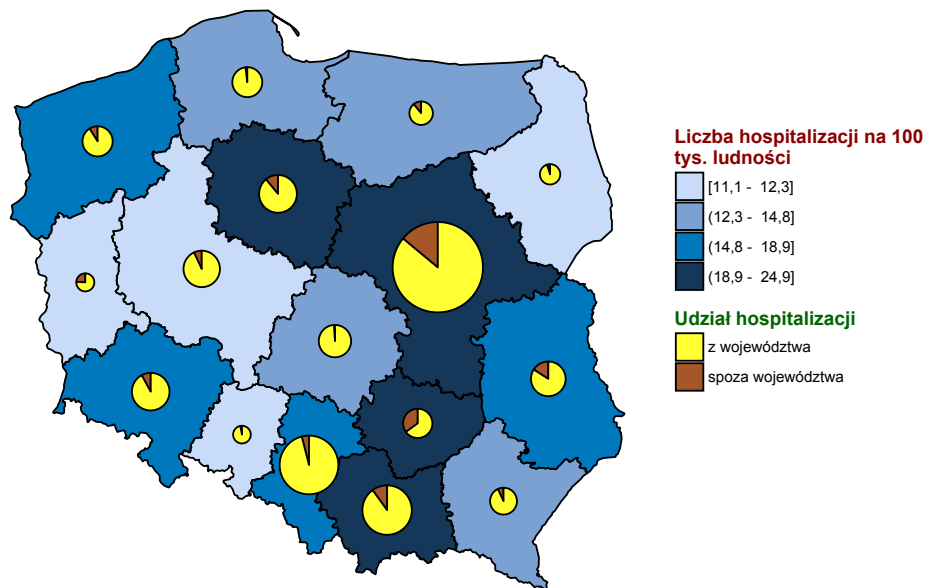 Liczba hospitalizacji na 100
tys. ludności
[11,1 - 12,3]
(12,3 - 14,8]
(14,8 - 18,9]
(18,9 - 24,9]
Udział hospitalizacji
z województwa
spoza województwa